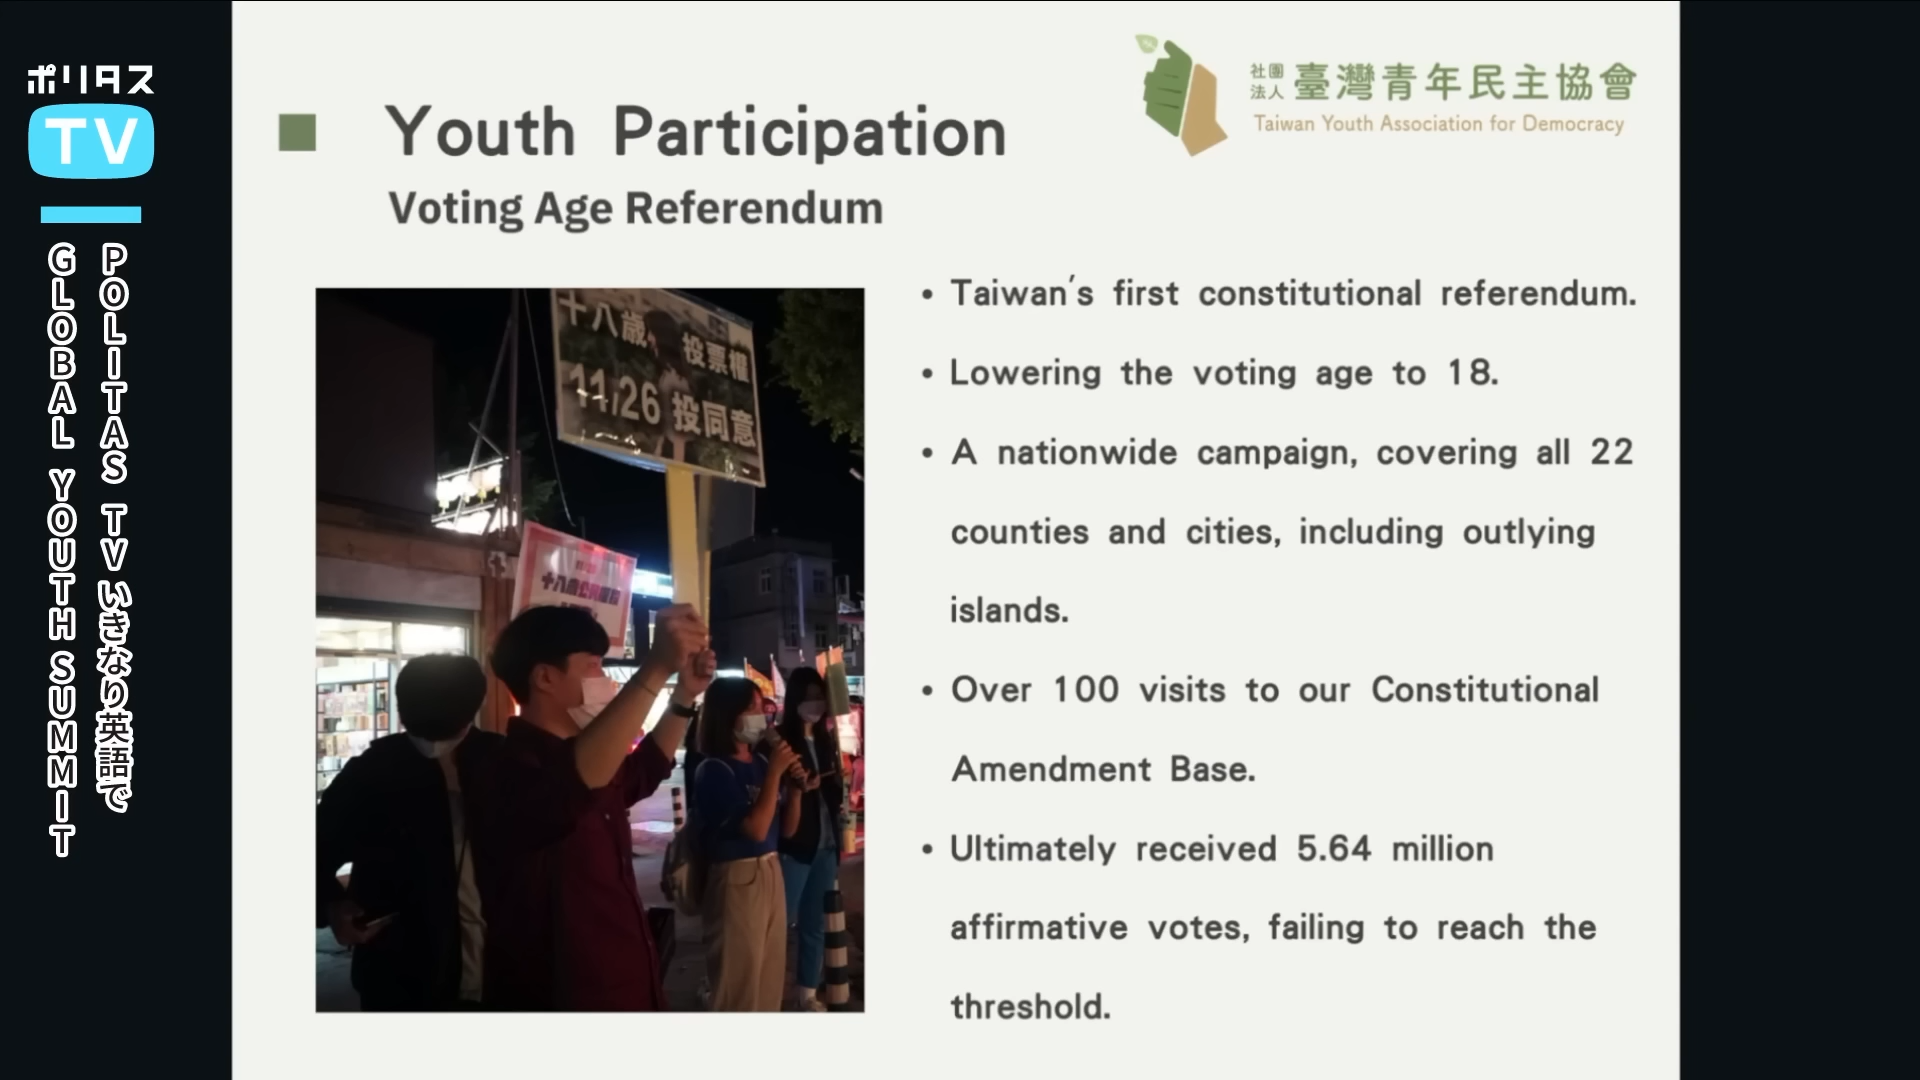 ポリタス
TV
POLITAS TVいきなり英語で
GLOBAL YOUTH SUMMIT
社團
法人
臺灣青年民主協會
Taiwan Youth Association for Democracy
Youth Participation
Voting Age Referendum
十八歲 投票權
11/26 投同意
• Taiwan's first constitutional referendum.
• Lowering the voting age to 18.
• A nationwide campaign, covering all 22
counties and cities, including outlying
islands.
• Over 100 visits to our Constitutional
Amendment Base.
• Ultimately received 5.64 million
affirmative votes, failing to reach the
threshold.